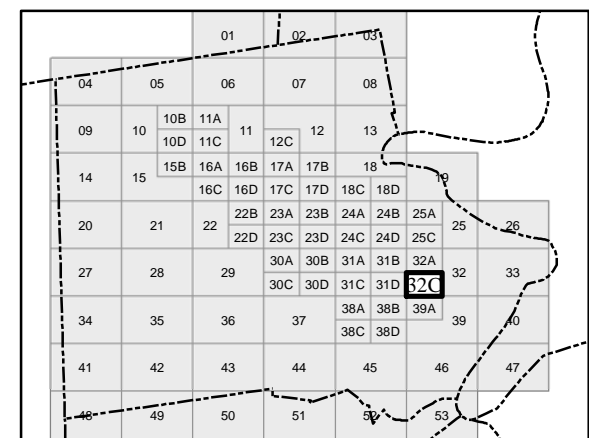 01 02 03
04 05 06 07 08
10B 11A
09 10 11 12 13
10D 11C 12C
15B 16A 16B 17A 17B 18
14 15 19
16C 16D 17C 17D 18C 18D
22B 23A 23B 24A 24B 25A
20 21 22 25 26
22D 23C 23D 24C 24D 25C
30A 30B 31A 31B 32A
27 28 29 32 33
30C 30D 31C 31D 32C
38A 38B 39A
34 35 36 37 39 40
38C 38D
41 42 43 44 45 46 47
48 49 50 51 52 53